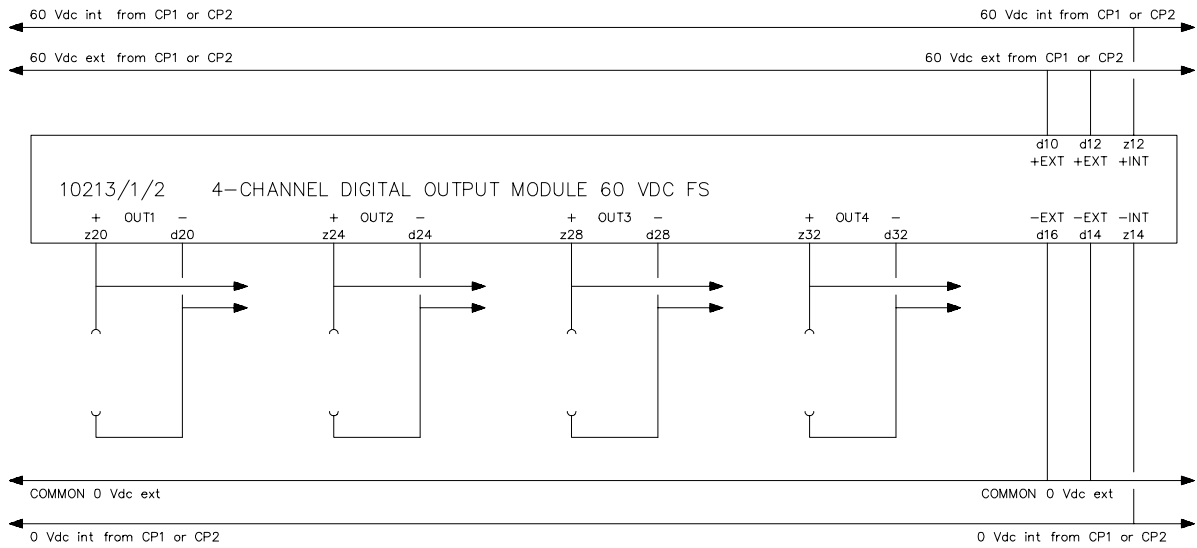 60 Vdc int from CP1 or CP2 60 Vdc int from CP1 or CP2
60 Vdc ext from CP1 or CP2 60 Vdc ext from CP1 or CP2
d10 d12 z12
+EXT +EXT +INT
10213/1/2 4-CHANNEL DIGITAL OUTPUT MODULE 60 VDC FS
+ OUT1 - + OUT2 - + OUT3 - + OUT4 - -EXT -EXT -INT
z20 d20 z24 d24 z28 d28 z32 d32 d16 d14 z14
COMMON 0 Vdc ext COMMON 0 Vdc ext
0 Vdc int from CP1 or CP2 0 Vdc int from CP1 or CP2